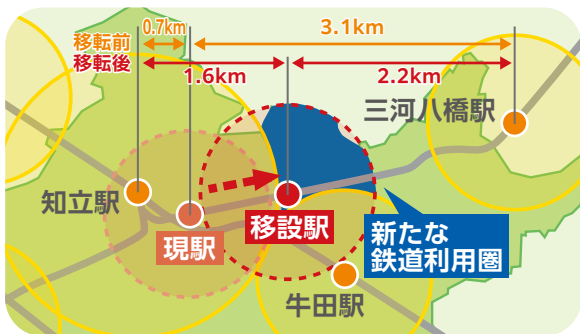 移転前
0.7km
3.1km
移転後
1.6km
2.2km
三河八橋駅
知立駅
現駅
移設駅
新たな
鉄道利用圏
牛田駅